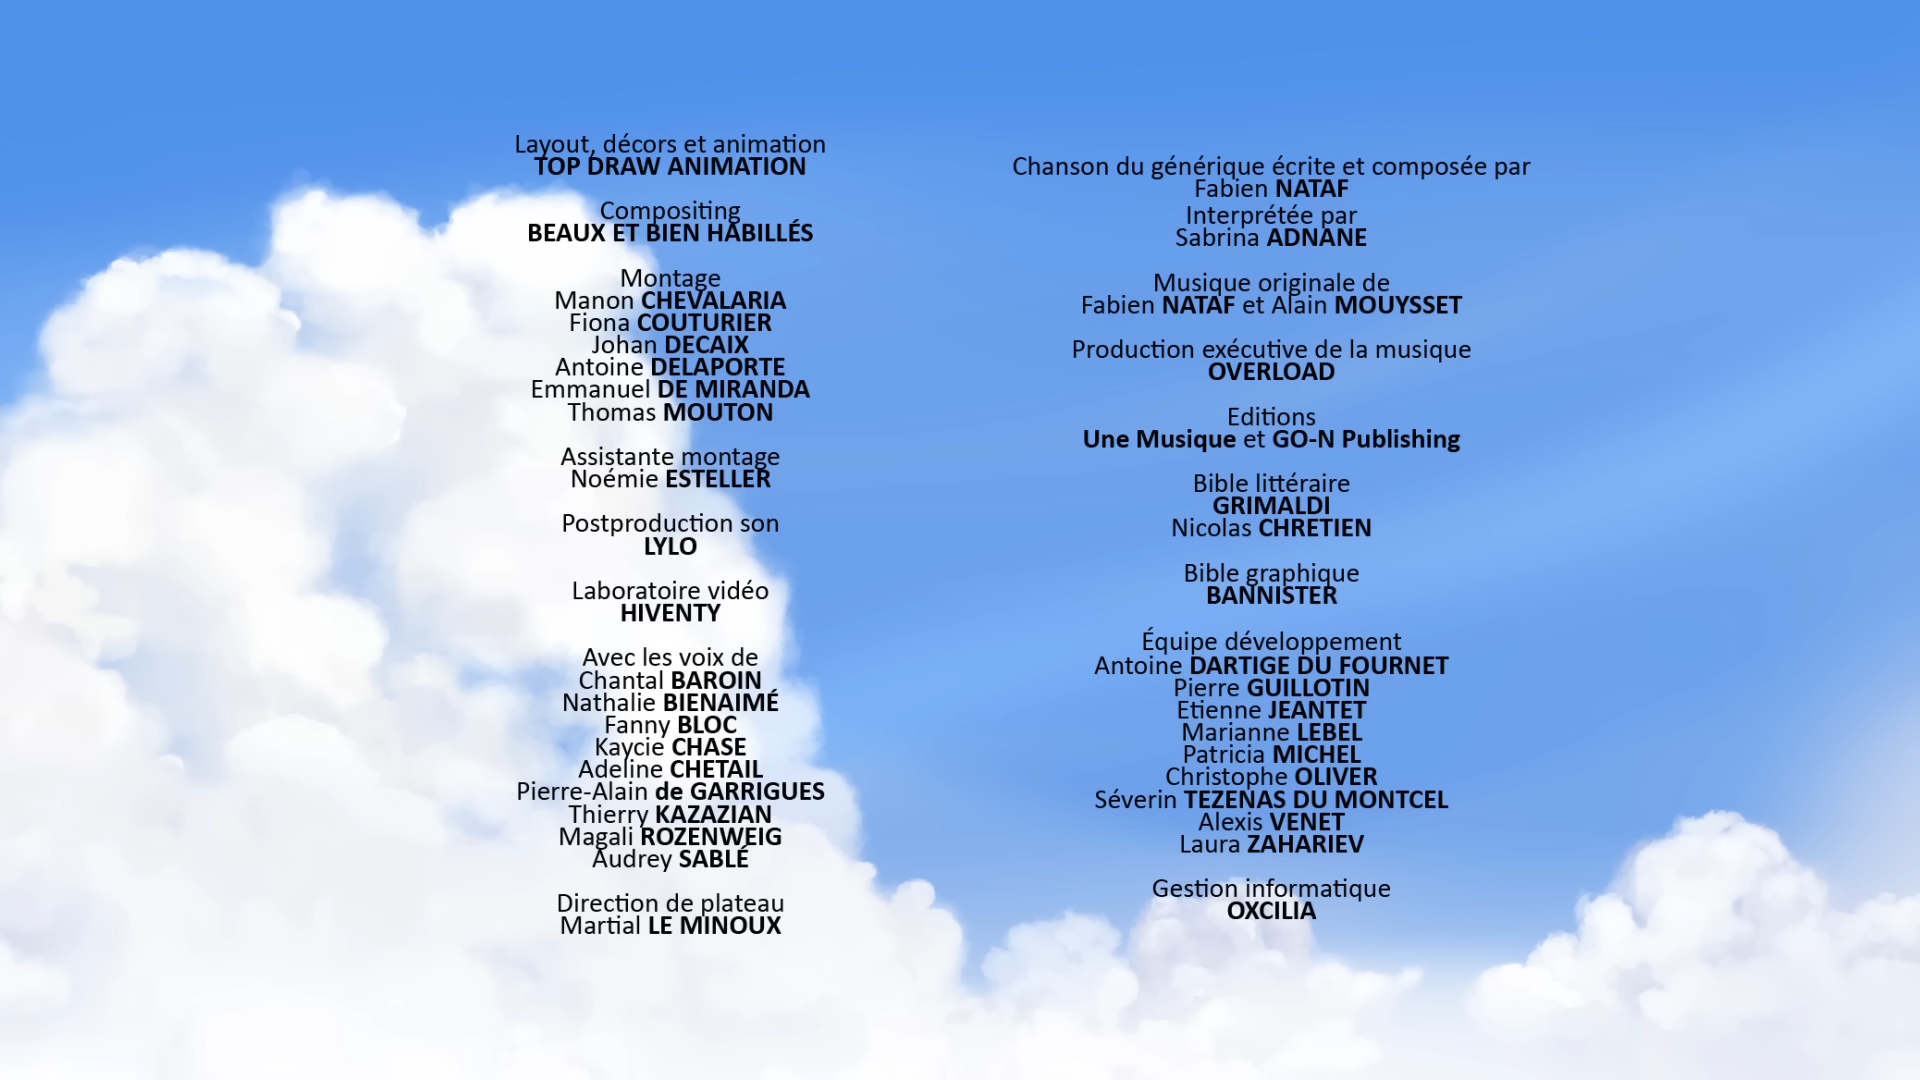 Layout, décors et animation
TOP DRAW ANIMATION
Compositing
BEAUX ET BIEN HABILLÉS
Montage
Manon CHEVALARIA
Fiona COUTURIER
Johan DECAIX
Antoine DELAPORTE
Emmanuel DE MIRANDA
Thomas MOUTON
Assistante montage
Noémie ESTELLER
Postproduction son
LYLO
Laboratoire vidéo
HIVENTY
Avec les voix de
Chantal BAROIN
Nathalie BIENAIMÉ
Fanny BLOC
Kaycie CHASE
Adeline CHETAIL
Pierre-Alain de GARRIGUES
Thierry KAZAZIAN
Magali ROZENWEIG
Audrey SABLÉ
Direction de plateau
Martial LE MINOUX
Chanson du générique écrite et composée par
Fabien NATAF
Interprétée par
Sabrina ADNANE
Musique originale de
Fabien NATAF et Alain MOUYSSET
Production exécutive de la musique
OVERLOAD
Editions
Une Musique et GO-N Publishing
Bible littéraire
GRIMALDI
Nicolas CHRETIEN
Bible graphique
BANNISTER
Équipe développement
Antoine DARTIGE DU FOURNET
Pierre GUILLOTIN
Etienne JEANTET
Marianne LEBEL
Patricia MICHEL
Christophe OLIVER
Séverin TEZENAS DU MONTCEL
Alexis VENET
Laura ZAHARIEV
Gestion informatique
OXCILIA